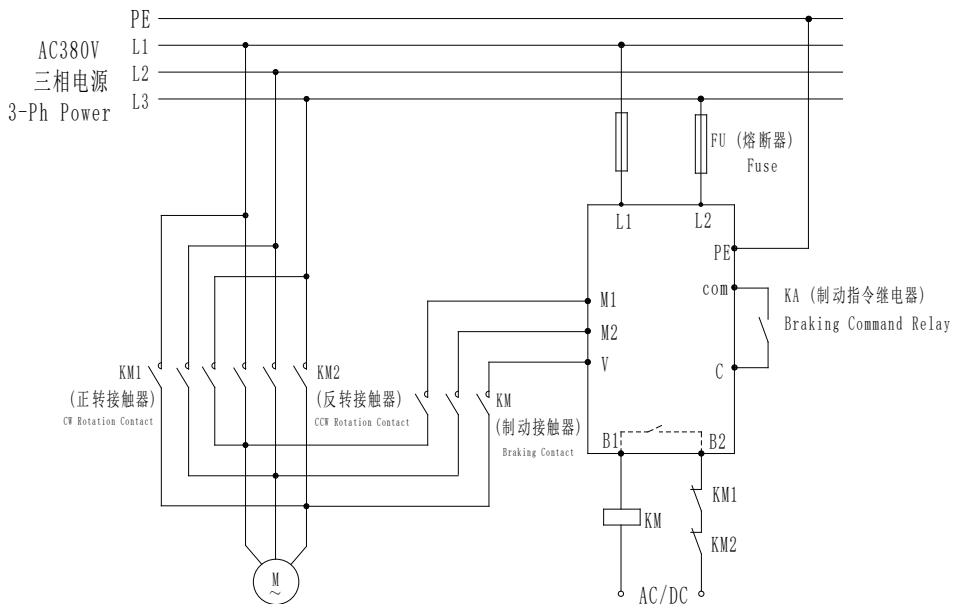 PE
AC380V
三相电源
3-Ph Power
L1
L2
L3
FU (熔断器)
Fuse
L1
L2
PE
com
KA (制动指令继电器)
Braking Command Relay
C
M1
M2
V
KM1
(正转接触器)
CW Rotation Contact
KM2
(反转接触器)
CCW Rotation Contact
KM
(制动接触器)
Braking Contact
B1
B2
KM
KM1
KM2
M
~
AC/DC